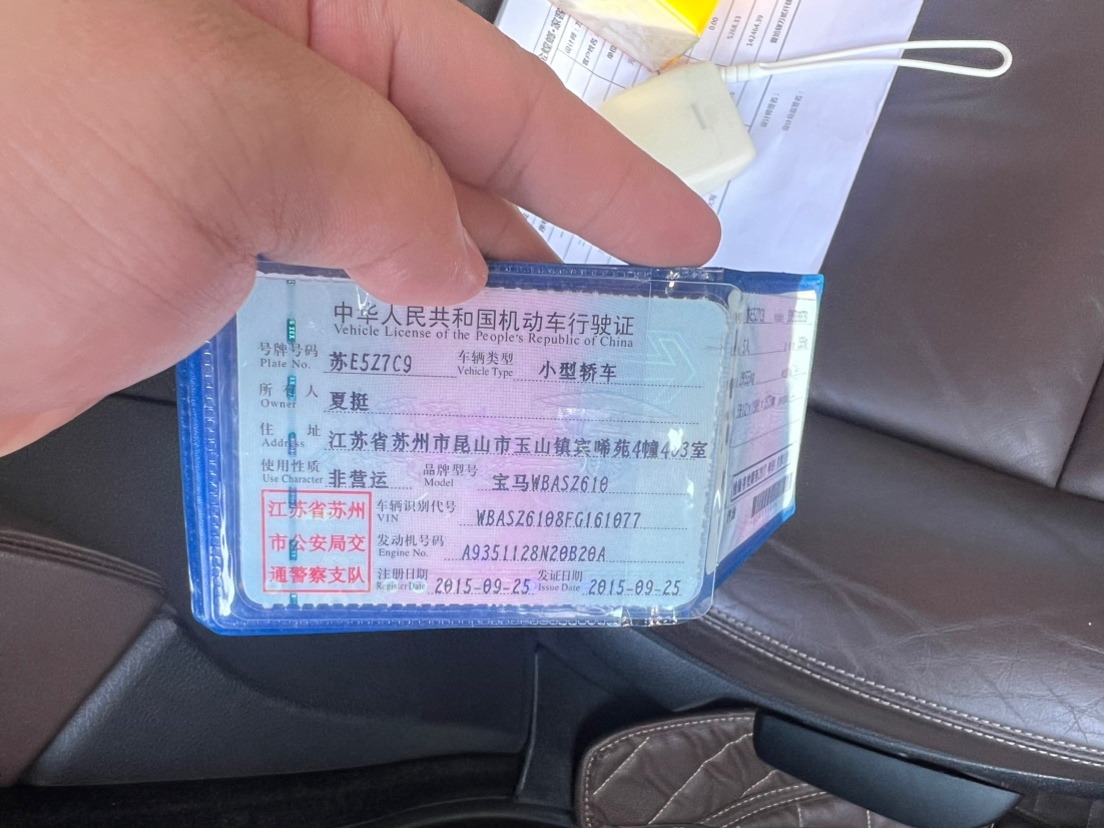 中华人民共和国机动车行驶证
Vehicle License of the People's Republic of China
号牌号码 苏E5Z7C9 车辆类型 小型轿车
Plate No. Vehicle Type
所有人 夏挺
Owner
住址 江苏省苏州市昆山市玉山镇宾唏苑4幢403室
Address
使用性质 非营运 品牌型号 宝马WBASZ610
Use Character Model
江苏省苏州
市公安局交
通警察支队
车辆识别代号 WBASZ6108FG161077
VIN
发动机号码 A9351128N20B20A
Engine No.
注册日期 2015-09-25 发证日期 2015-09-25
Register Date Issue Date
0.00
5268.33
142464.39